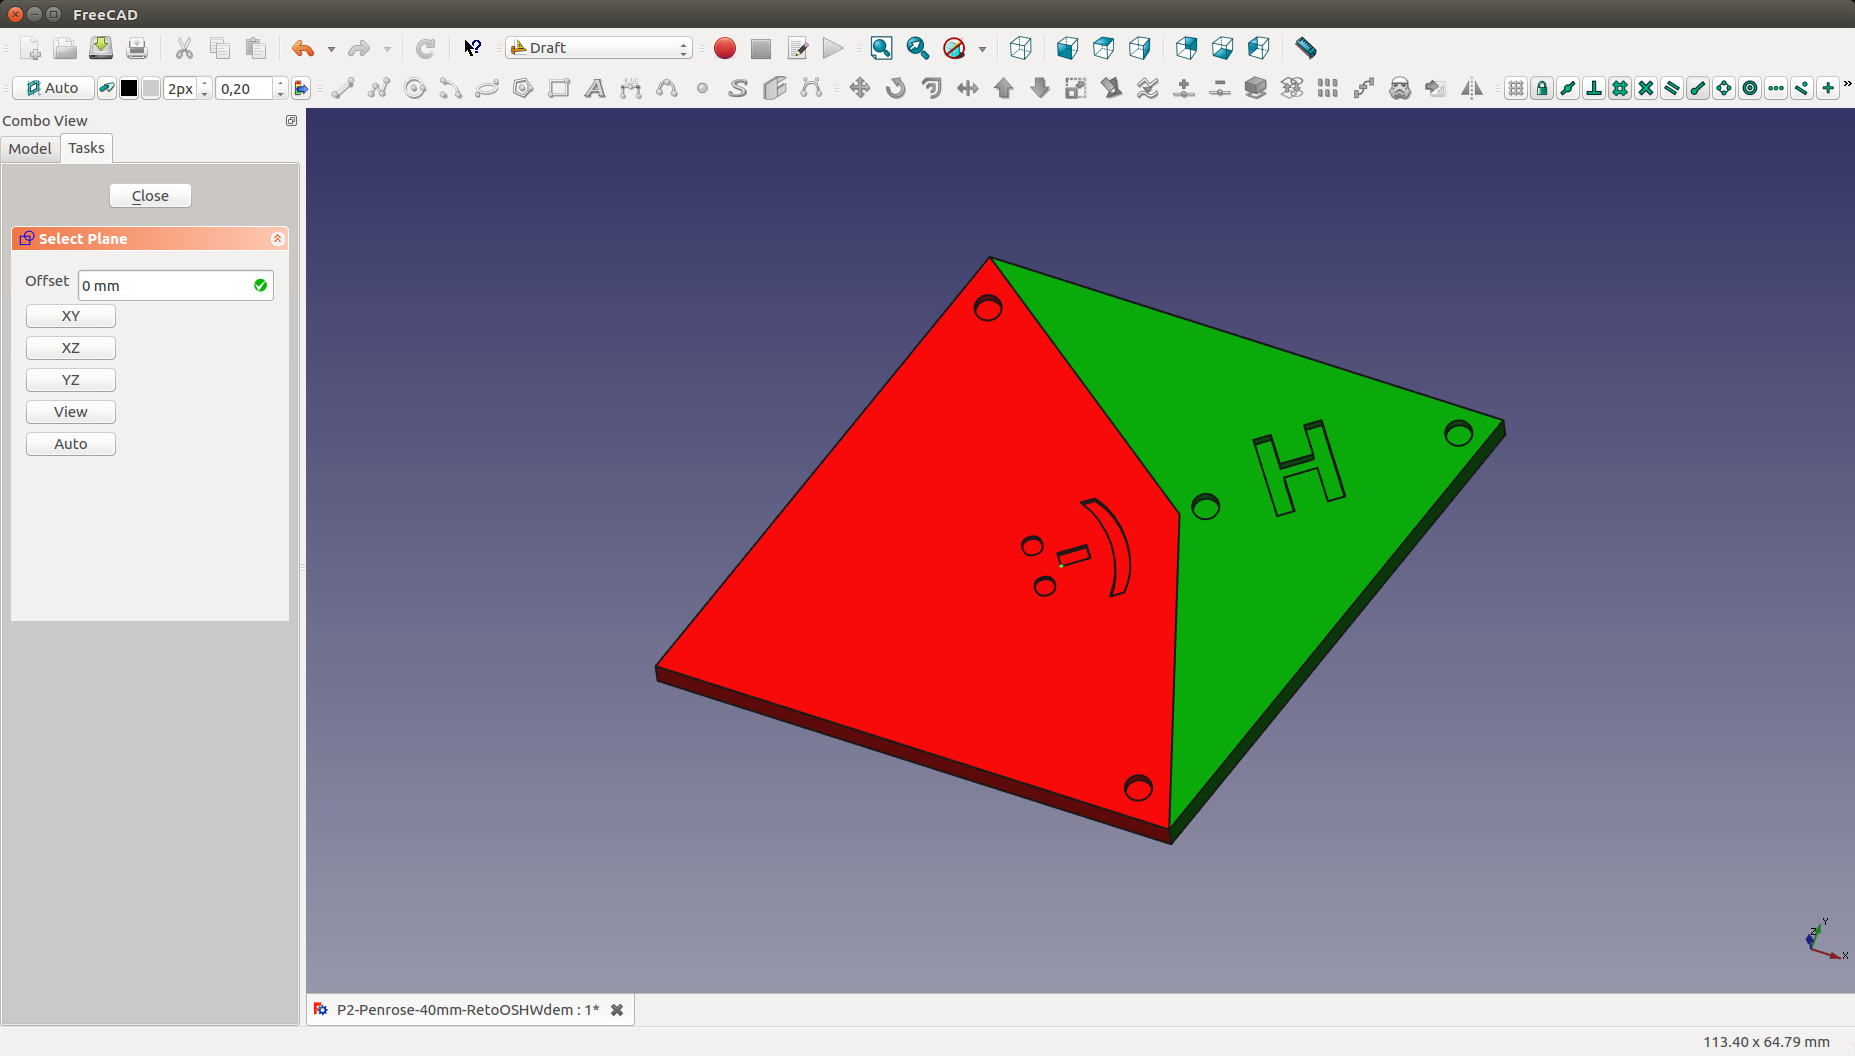 FreeCAD
Draft
Auto
2px
0,20
»
Combo View
Model
Tasks
Close
Select Plane
Offset
0 mm
XY
XZ
YZ
View
Auto
H
:-)
Y
Z
X
P2-Penrose-40mm-RetoOSHWdem : 1*
113.40 x 64.79 mm